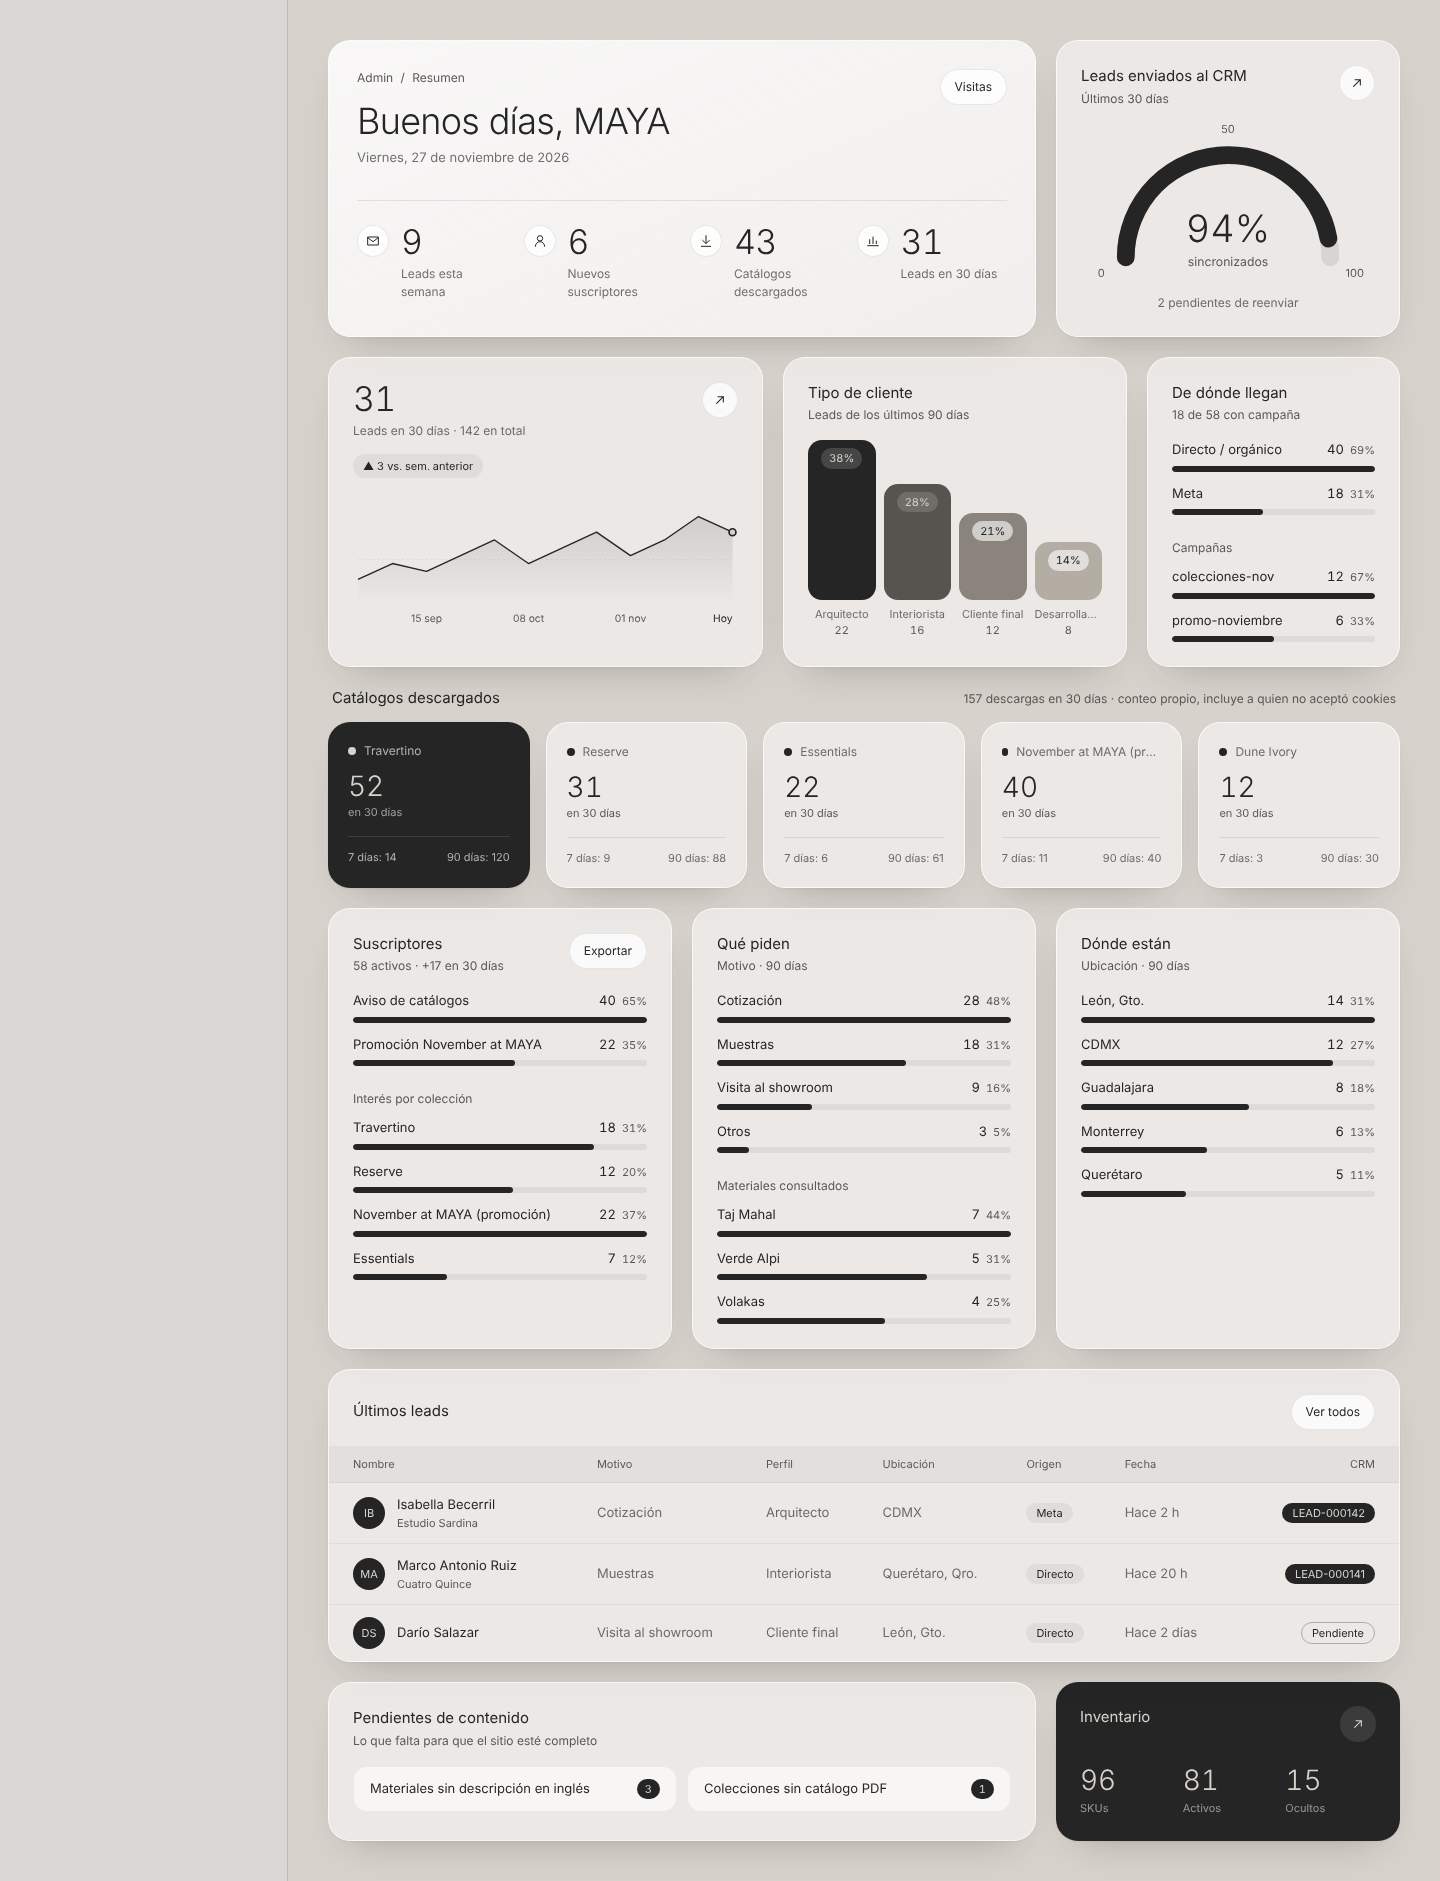 Admin / Resumen
Visitas
Buenos días, MAYA
Viernes, 27 de noviembre de 2026
9
Leads esta
semana
6
Nuevos
suscriptores
43
Catálogos
descargados
31
Leads en 30 días
Leads enviados al CRM
Últimos 30 días
50
94%
sincronizados
0
100
2 pendientes de reenviar
31
Leads en 30 días · 142 en total
▲ 3 vs. sem. anterior
15 sep
08 oct
01 nov
Hoy
Tipo de cliente
Leads de los últimos 90 días
38%
28%
21%
14%
Arquitecto
22
Interiorista
16
Cliente final
12
Desarrolla...
8
De dónde llegan
18 de 58 con campaña
Directo / orgánico 40 69%
Meta 18 31%
Campañas
colecciones-nov 12 67%
promo-noviembre 6 33%
Catálogos descargados
157 descargas en 30 días · conteo propio, incluye a quien no aceptó cookies
Travertino
52
en 30 días
7 días: 14 90 días: 120
Reserve
31
en 30 días
7 días: 9 90 días: 88
Essentials
22
en 30 días
7 días: 6 90 días: 61
November at MAYA (pr...
40
en 30 días
7 días: 11 90 días: 40
Dune Ivory
12
en 30 días
7 días: 3 90 días: 30
Suscriptores
58 activos · +17 en 30 días
Exportar
Aviso de catálogos 40 65%
Promoción November at MAYA 22 35%
Interés por colección
Travertino 18 31%
Reserve 12 20%
November at MAYA (promoción) 22 37%
Essentials 7 12%
Qué piden
Motivo · 90 días
Cotización 28 48%
Muestras 18 31%
Visita al showroom 9 16%
Otros 3 5%
Materiales consultados
Taj Mahal 7 44%
Verde Alpi 5 31%
Volakas 4 25%
Dónde están
Ubicación · 90 días
León, Gto. 14 31%
CDMX 12 27%
Guadalajara 8 18%
Monterrey 6 13%
Querétaro 5 11%
Últimos leads
Ver todos
Nombre Motivo Perfil Ubicación Origen Fecha CRM
IB Isabella Becerril Cotización Arquitecto CDMX Meta Hace 2 h LEAD-000142
Estudio Sardina
MA Marco Antonio Ruiz Muestras Interiorista Querétaro, Qro. Directo Hace 20 h LEAD-000141
Cuatro Quince
DS Darío Salazar Visita al showroom Cliente final León, Gto. Directo Hace 2 días Pendiente
Pendientes de contenido
Lo que falta para que el sitio esté completo
Materiales sin descripción en inglés 3
Colecciones sin catálogo PDF 1
Inventario
96
SKUs
81
Activos
15
Ocultos